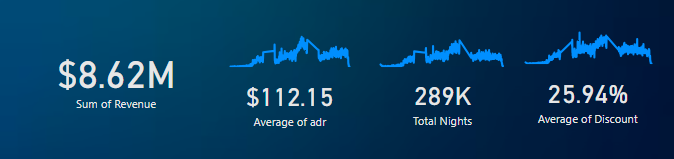 $8.62M
Sum of Revenue
$112.15
Average of adr
289K
Total Nights
25.94%
Average of Discount